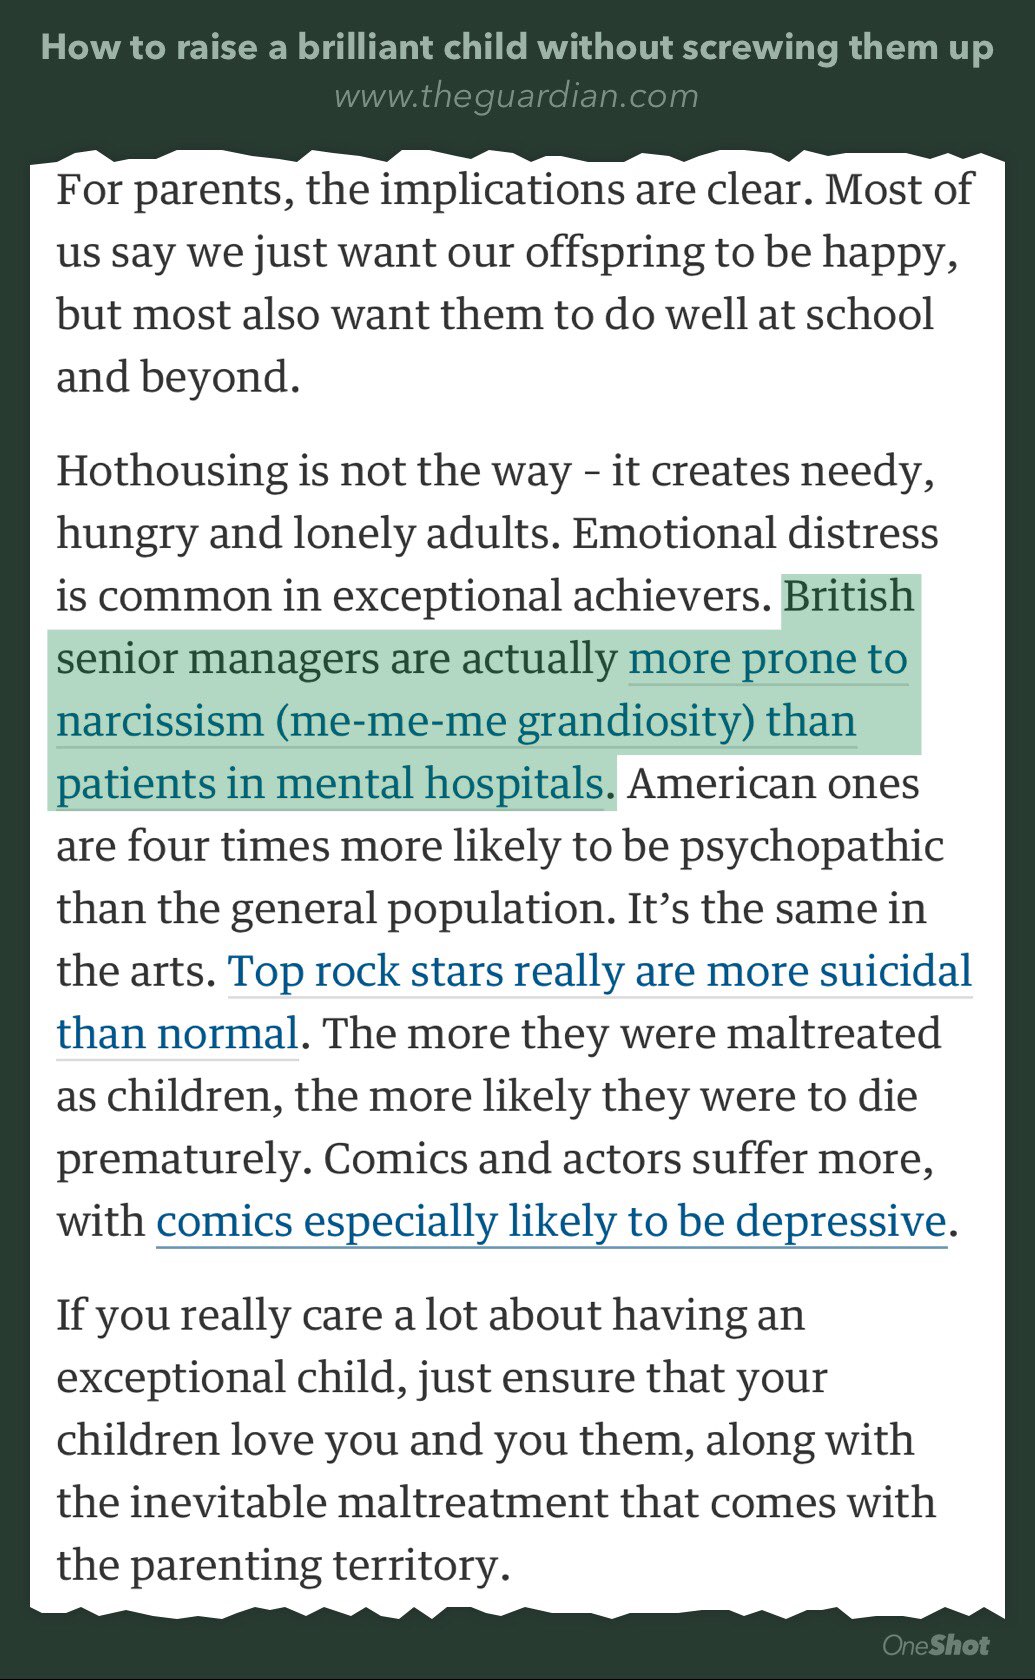 How to raise a brilliant child without screwing them up
www.theguardian.com
For parents, the implications are clear. Most of
us say we just want our offspring to be happy,
but most also want them to do well at school
and beyond.
Hothousing is not the way – it creates needy,
hungry and lonely adults. Emotional distress
is common in exceptional achievers. British
senior managers are actually more prone to
narcissism (me-me-me grandiosity) than
patients in mental hospitals. American ones
are four times more likely to be psychopathic
than the general population. It’s the same in
the arts. Top rock stars really are more suicidal
than normal. The more they were maltreated
as children, the more likely they were to die
prematurely. Comics and actors suffer more,
with comics especially likely to be depressive.
If you really care a lot about having an
exceptional child, just ensure that your
children love you and you them, along with
the inevitable maltreatment that comes with
the parenting territory.
OneShot